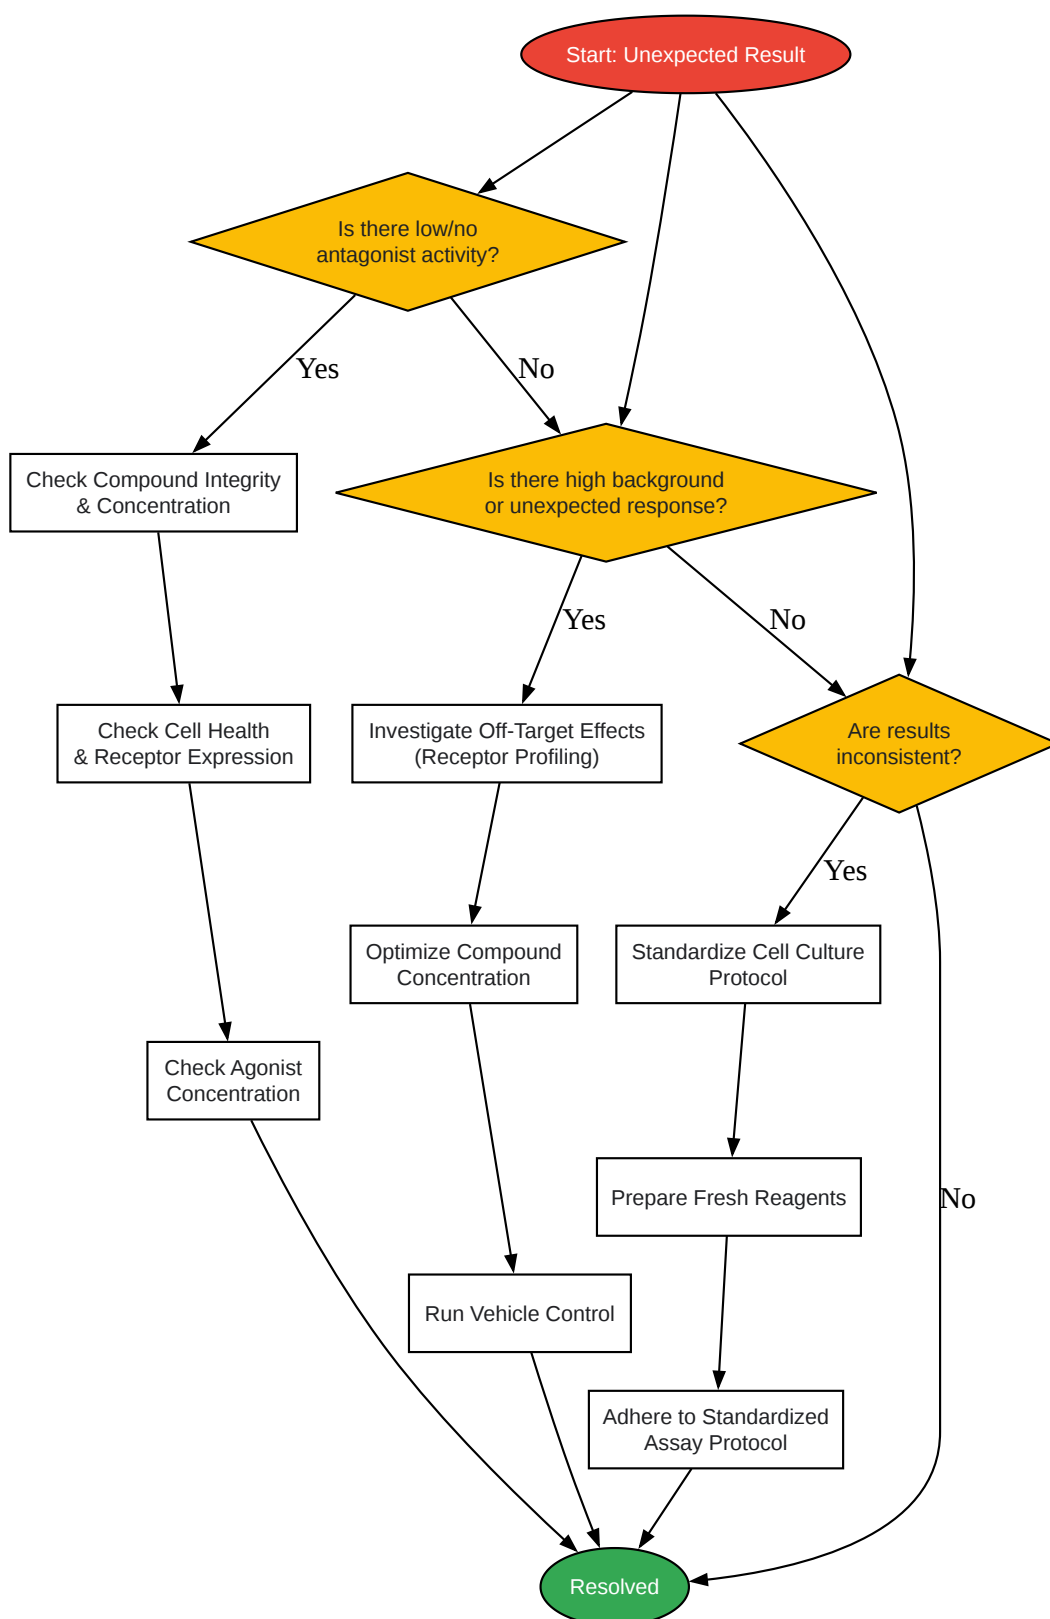 Start: Unexpected Result
Is there low/no
antagonist activity?
Yes
No
Is there high background
or unexpected response?
Check Compound Integrity
& Concentration
Yes
No
Check Cell Health
& Receptor Expression
Investigate Off-Target Effects
(Receptor Profiling)
Are results
inconsistent?
Yes
Optimize Compound
Concentration
Standardize Cell Culture
Protocol
Check Agonist
Concentration
Prepare Fresh Reagents
No
Run Vehicle Control
Adhere to Standardized
Assay Protocol
Resolved